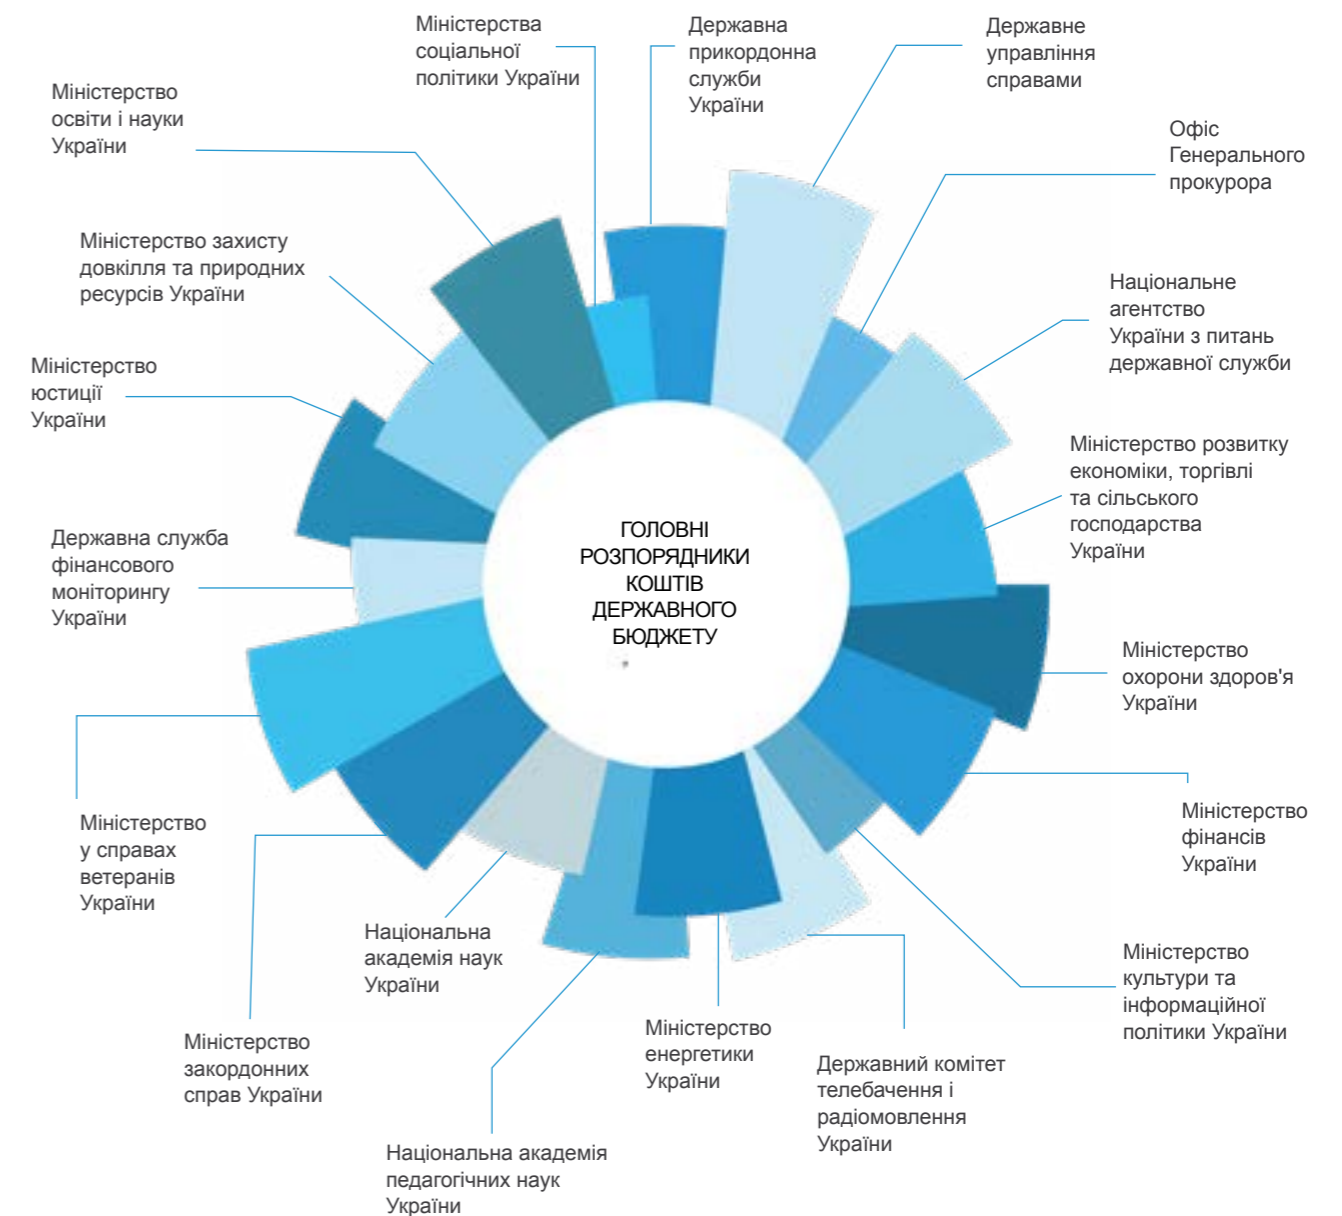 Міністерства
соціальної
політики України
Державна
прикордонна
служби
України
Державне
управління
справами
Офіс
Генерального
прокурора
Національне
агентство
України з питань
державної служби
Міністерство розвитку
економіки, торгівлі
та сільського
господарства
України
Міністерство
охорони здоров'я
України
Міністерство
фінансів
України
Міністерство
культури та
інформаційної
політики України
Державний комітет
телебачення і
радіомовлення
України
Міністерство
енергетики
України
Національна академія
педагогічних наук
України
Національна
академія наук
України
Міністерство
закордонних
справ України
Міністерство
у справах
ветеранів
України
Державна служба
фінансового
моніторингу
України
Міністерство
юстиції
України
Міністерство захисту
довкілля та природних
ресурсів України
Міністерство
освіти і науки
України
ГОЛОВНІ
РОЗПОРЯДНИКИ
КОШТІВ
ДЕРЖАВНОГО
БЮДЖЕТУ